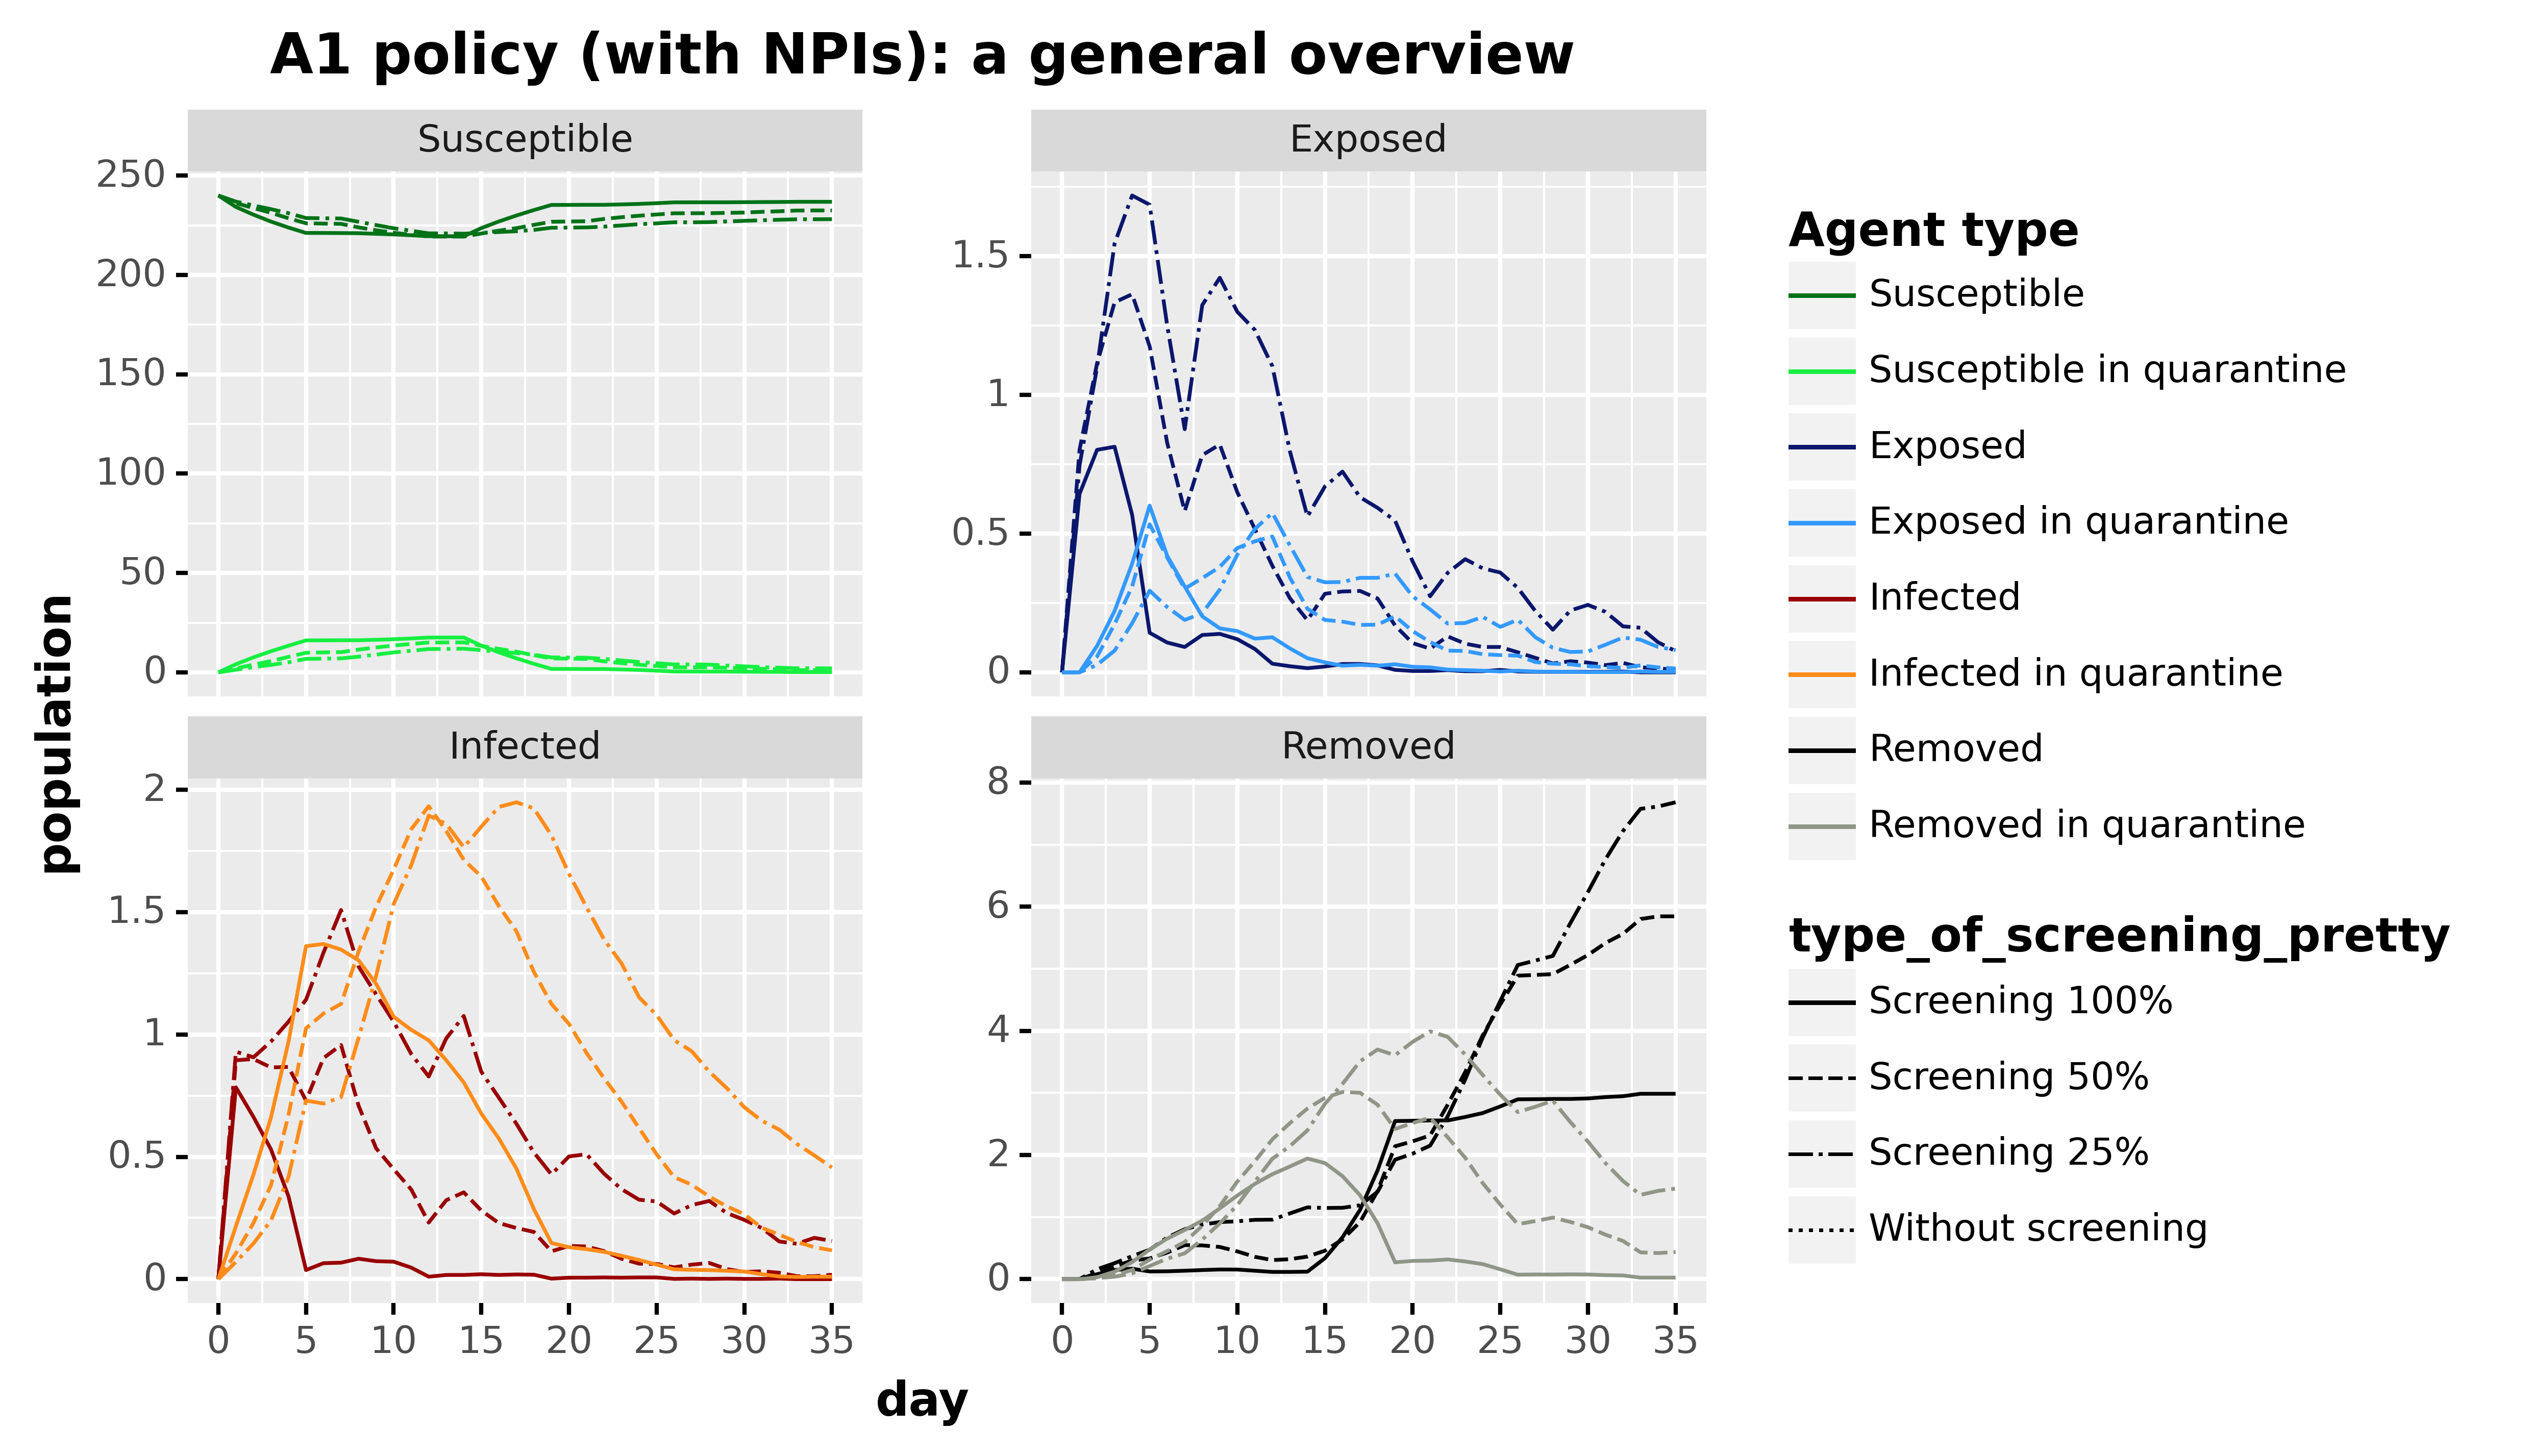 A1 policy (with NPIs): a general overview
Susceptible
250
200
150
100
50
0
Exposed
1.5
1
0.5
0
population
Infected
2
1.5
1
0.5
0
0 5 10 15 20 25 30 35
Removed
8
6
4
2
0
0 5 10 15 20 25 30 35
day
Agent type
Susceptible
Susceptible in quarantine
Exposed
Exposed in quarantine
Infected
Infected in quarantine
Removed
Removed in quarantine
type_of_screening_pretty
Screening 100%
Screening 50%
Screening 25%
Without screening